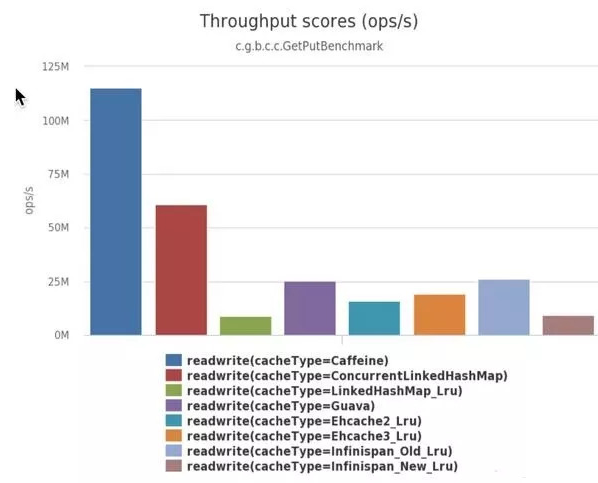 Throughput scores (ops/s)
c.g.b.c.c.GetPutBenchmark
125M
100M
75M
50M
25M
0M
ops/s
readwrite(cacheType=Caffeine)
readwrite(cacheType=ConcurrentLinkedHashMap)
readwrite(cacheType=LinkedHashMap_Lru)
readwrite(cacheType=Guava)
readwrite(cacheType=Ehcache2_Lru)
readwrite(cacheType=Ehcache3_Lru)
readwrite(cacheType=Infinispan_Old_Lru)
readwrite(cacheType=Infinispan_New_Lru)